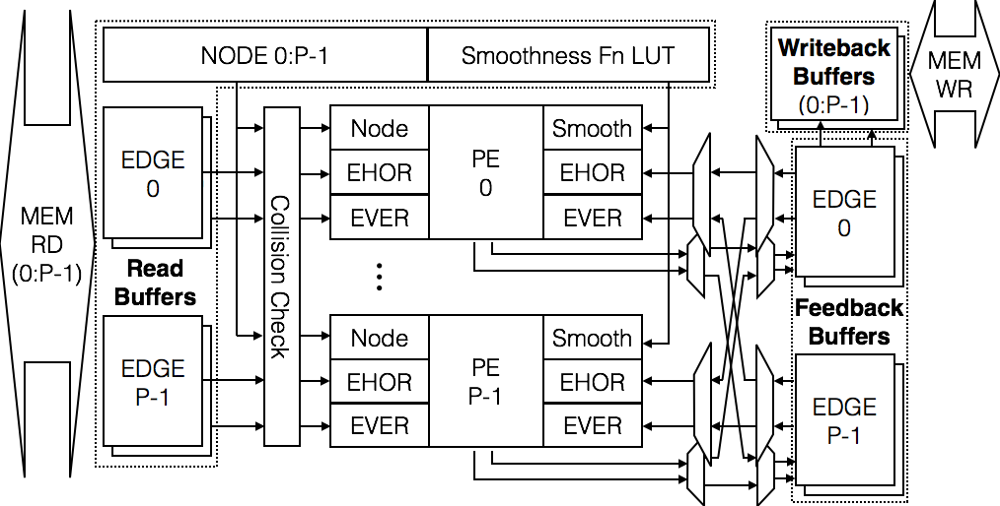 NODE 0:P-1
Smoothness Fn LUT
Writeback
Buffers
(0:P-1)
MEM
WR
MEM
RD
(0:P-1)
EDGE
0
Read
Buffers
EDGE
P-1
Collision Check
Node
EHOR
EVER
PE
0
Smooth
EHOR
EVER
Node
EHOR
EVER
PE
P-1
Smooth
EHOR
EVER
EDGE
0
Feedback
Buffers
EDGE
P-1